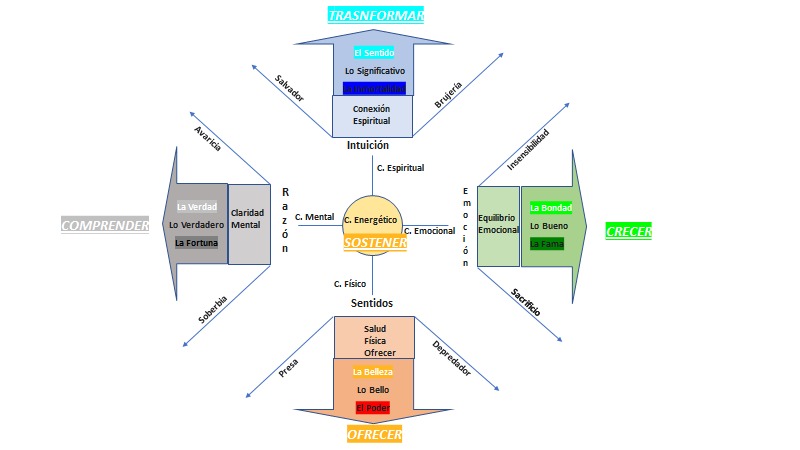 TRASNFORMAR
El Sentido
Lo Significativo
Conexión
Espiritual
Salvador
Brujería
Intuición
C. Espiritual
Avaricia
Insensibilidad
COMPRENDER
La Verdad
Lo Verdadero
La Fortuna
Claridad
Mental
Razón
C. Mental
C. Energético
SOSTENER
C. Emocional
Emoción
Equilibrio
Emocional
La Bondad
Lo Bueno
La Fama
CRECER
C. Físico
Sentidos
Soberbia
Sacrificio
Presa
Depredador
Salud
Física
Ofrecer
La Belleza
Lo Bello
El Poder
OFRECER